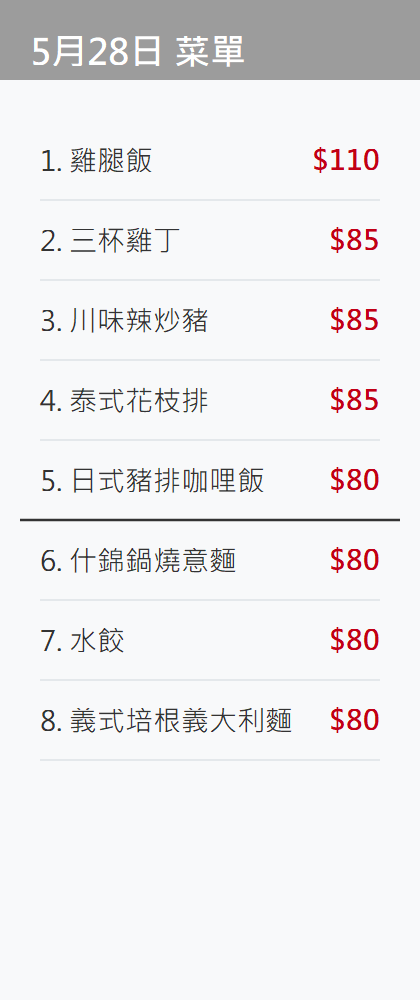 5月28日 菜單
1. 雞腿飯 $110
2. 三杯雞丁 $85
3. 川味辣炒豬 $85
4. 泰式花枝排 $85
5. 日式豬排咖哩飯 $80
6. 什錦鍋燒意麵 $80
7. 水餃 $80
8. 義式培根義大利麵 $80